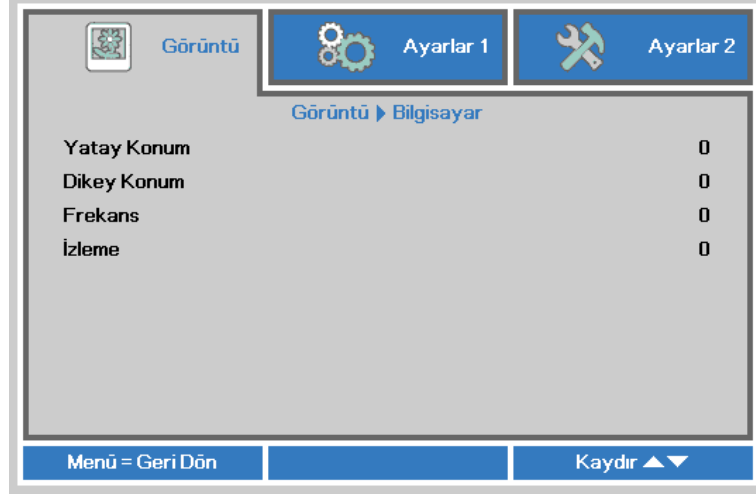 Görüntü
Ayarlar 1
Ayarlar 2
Görüntü ▶ Bilgisayar
Yatay Konum 0
Dikey Konum 0
Frekans 0
İzleme 0
Menü = Geri Dön
Kaydır ▲▼